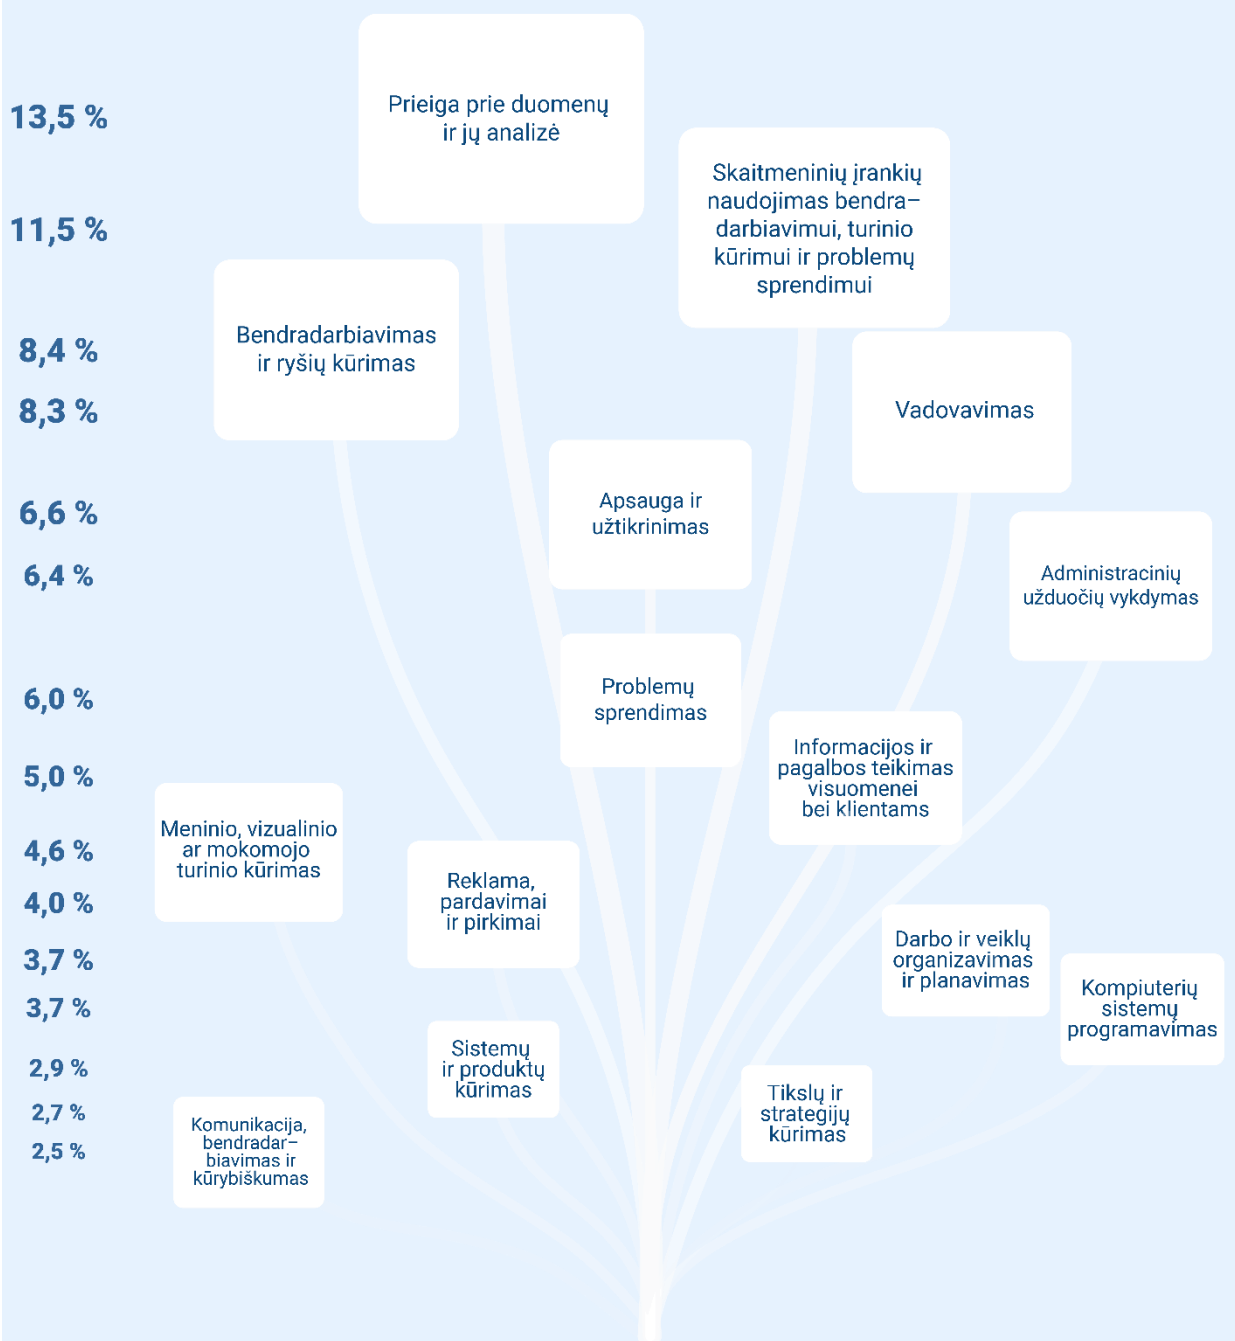 13,5 %
11,5 %
8,4 %
8,3 %
6,6 %
6,4 %
6,0 %
5,0 %
4,6 %
4,0 %
3,7 %
3,7 %
2,9 %
2,7 %
2,5 %
Prieiga prie duomenų
ir jų analizė
Skaitmeninių įrankių
naudojimas bendra–
darbiavimui, turinio
kūrimui ir problemų
sprendimui
Bendradarbiavimas
ir ryšių kūrimas
Vadovavimas
Apsauga ir
užtikrinimas
Administracinių
užduočių vykdymas
Problemų
sprendimas
Informacijos ir
pagalbos teikimas
visuomenei
bei klientams
Meninio, vizualinio
ar mokomojo
turinio kūrimas
Reklama,
pardavimai
ir pirkimai
Darbo ir veiklų
organizavimas
ir planavimas
Kompiuterių
sistemų
programavimas
Sistemų
ir produktų
kūrimas
Tikslų ir
strategijų
kūrimas
Komunikacija,
bendradar–
biavimas ir
kūrybiškumas